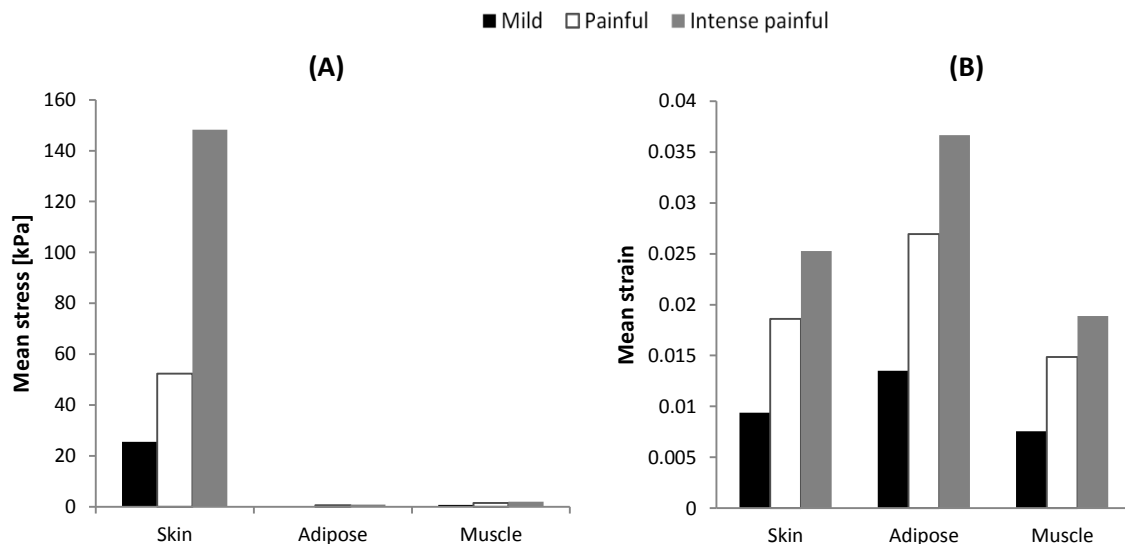 Mild Painful Intense painful
(A)
Mean stress [kPa]
160
140
120
100
80
60
40
20
0
Skin Adipose Muscle
(B)
Mean strain
0.04
0.035
0.03
0.025
0.02
0.015
0.01
0.005
0
Skin Adipose Muscle